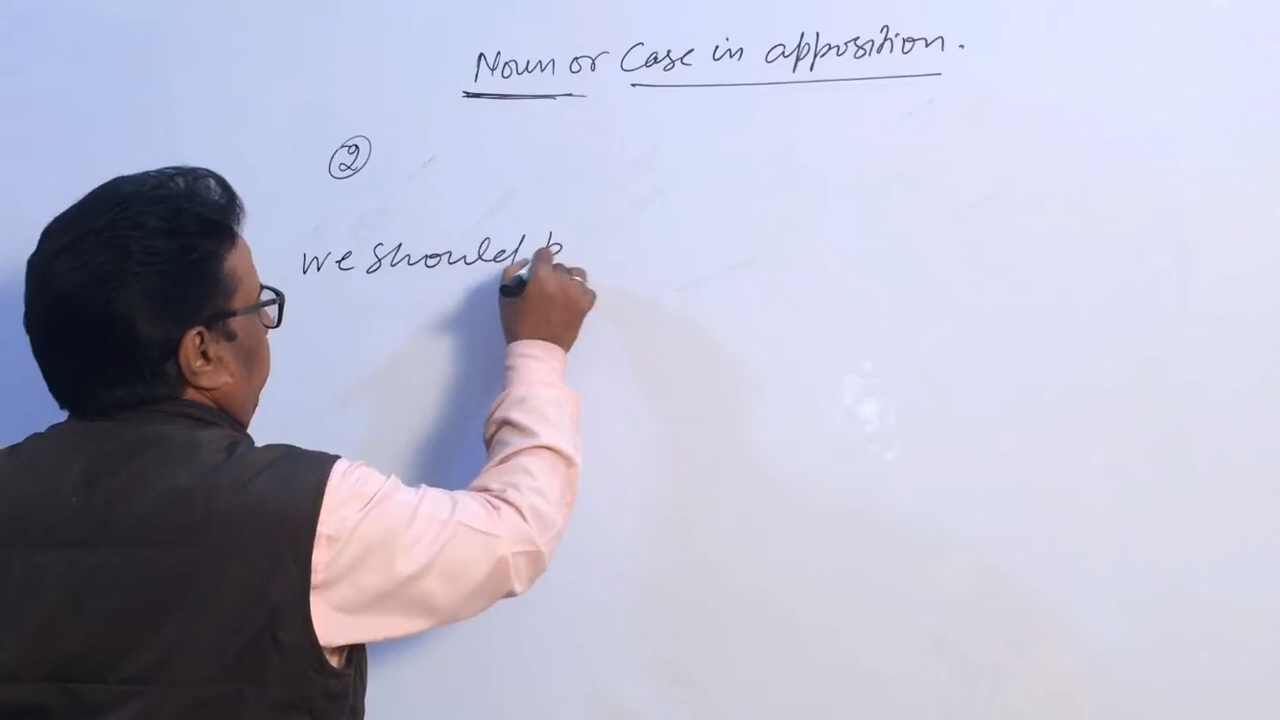 Noun or Case in apposition.
②
we should